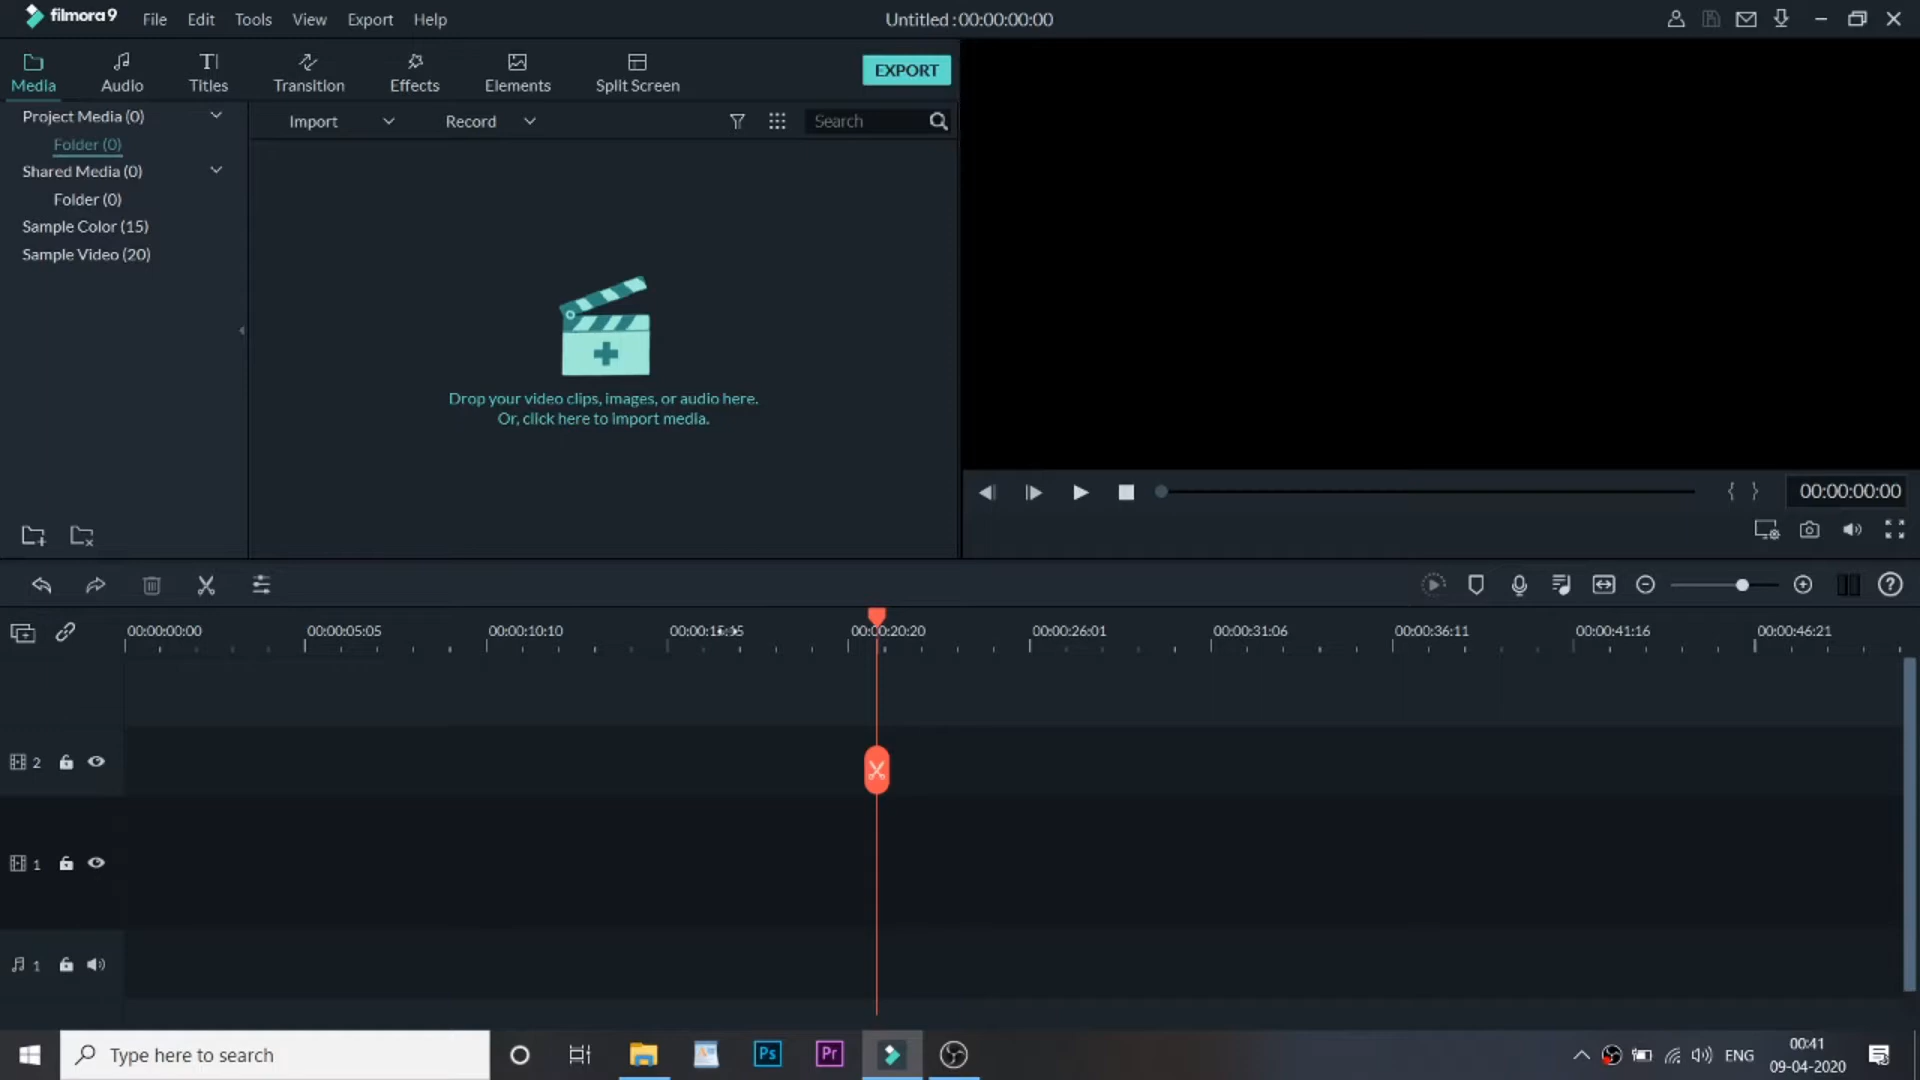 filmora9 File Edit Tools View Export Help Untitled : 00:00:00:00
Media Audio Titles Transition Effects Elements Split Screen EXPORT
Project Media (0)
Folder (0)
Shared Media (0)
Folder (0)
Sample Color (15)
Sample Video (20)
Import Record Search
Drop your video clips, images, or audio here.
Or, click here to import media.
00:00:00:00
00:00:00:00 00:00:05:05 00:00:10:10 00:00:20:20 00:00:26:01 00:00:31:06 00:00:36:11 00:00:41:16 00:00:46:21
2
1
1
Type here to search
Ps
Pr
ENG
00:41
09-04-2020